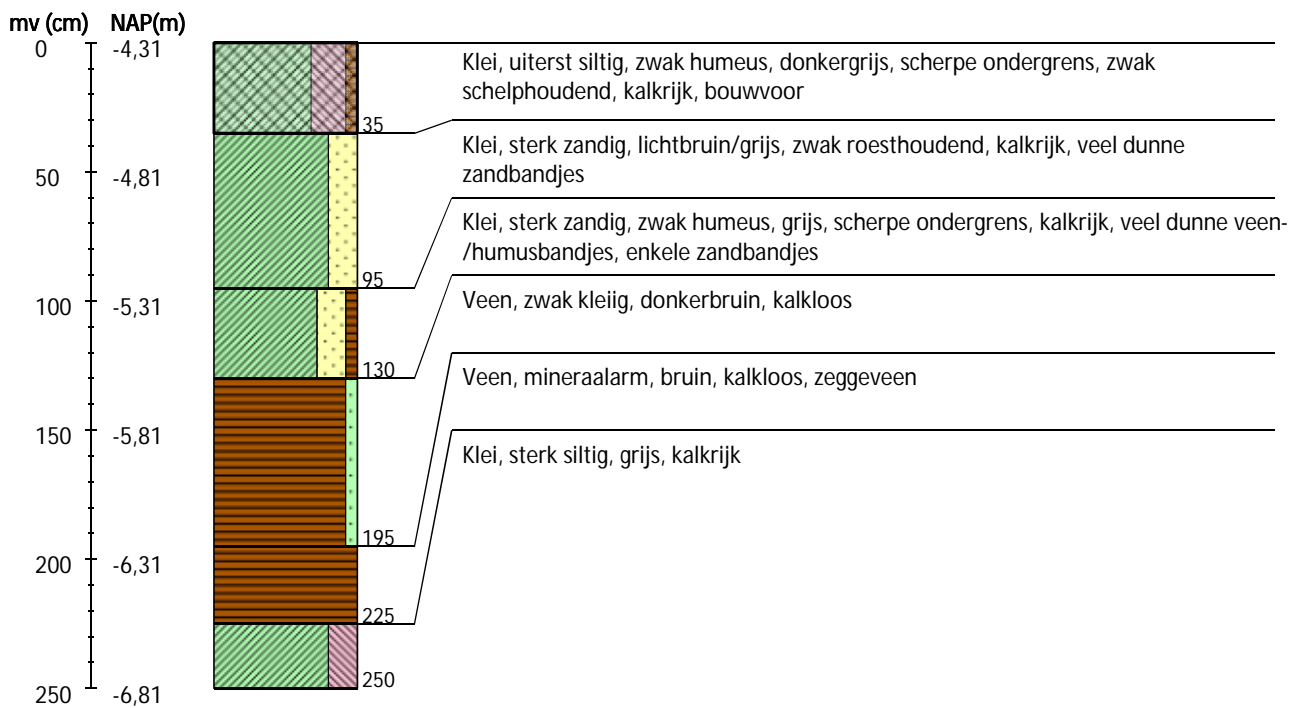 mv (cm) NAP(m)
0 -4,31
Klei, uiterst siltig, zwak humeus, donkergrijs, scherpe ondergrens, zwak
schelphoudend, kalkrijk, bouwvoor
35
Klei, sterk zandig, lichtbruin/grijs, zwak roesthoudend, kalkrijk, veel dunne
zandbandjes
50 -4,81
Klei, sterk zandig, zwak humeus, grijs, scherpe ondergrens, kalkrijk, veel dunne veen-
/humusbandjes, enkele zandbandjes
95
100 -5,31
Veen, zwak kleiig, donkerbruin, kalkloos
130
Veen, mineraalarm, bruin, kalkloos, zeggeveen
150 -5,81
Klei, sterk siltig, grijs, kalkrijk
195
200 -6,31
225
250
250 -6,81